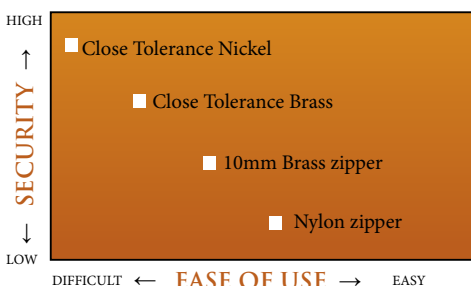 HIGH
Close Tolerance Nickel
Close Tolerance Brass
10mm Brass zipper
Nylon zipper
↑
SECURITY
↓
LOW
DIFFICULT ← EASE OF USE → EASY